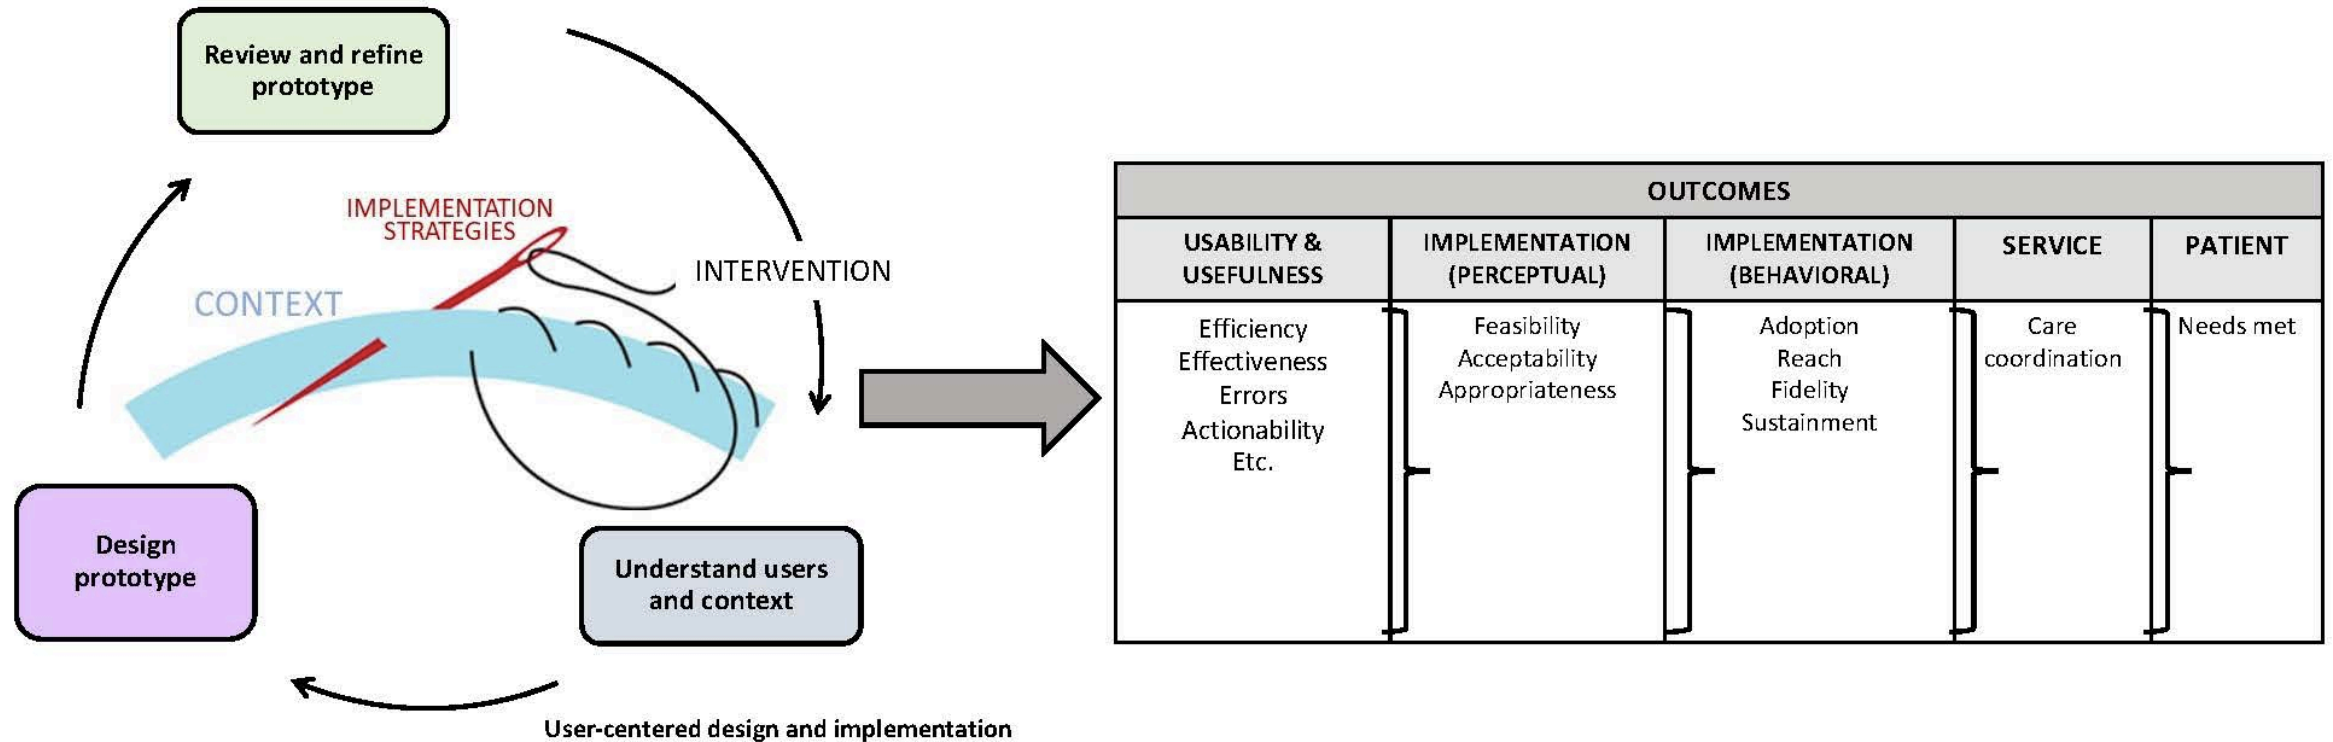 Review and refine
prototype
IMPLEMENTATION
STRATEGIES
INTERVENTION
CONTEXT
Design
prototype
Understand users
and context
User-centered design and implementation
OUTCOMES
USABILITY &
USEFULNESS
IMPLEMENTATION
(PERCEPTUAL)
IMPLEMENTATION
(BEHAVIORAL)
SERVICE
PATIENT
Efficiency
Effectiveness
Errors
Actionability
Etc.
Feasibility
Acceptability
Appropriateness
Adoption
Reach
Fidelity
Sustainment
Care
coordination
Needs met